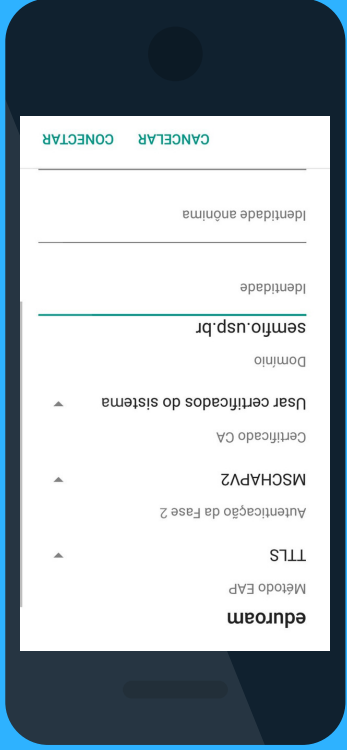 eduroam
Método EAP
TTLS
Autenticação da Fase 2
MSCHAPV2
Certificado CA
Usar certificados do sistema
Domínio
semfio.usp.br
Identidade
Identidade anônima
CANCELAR CONECTAR